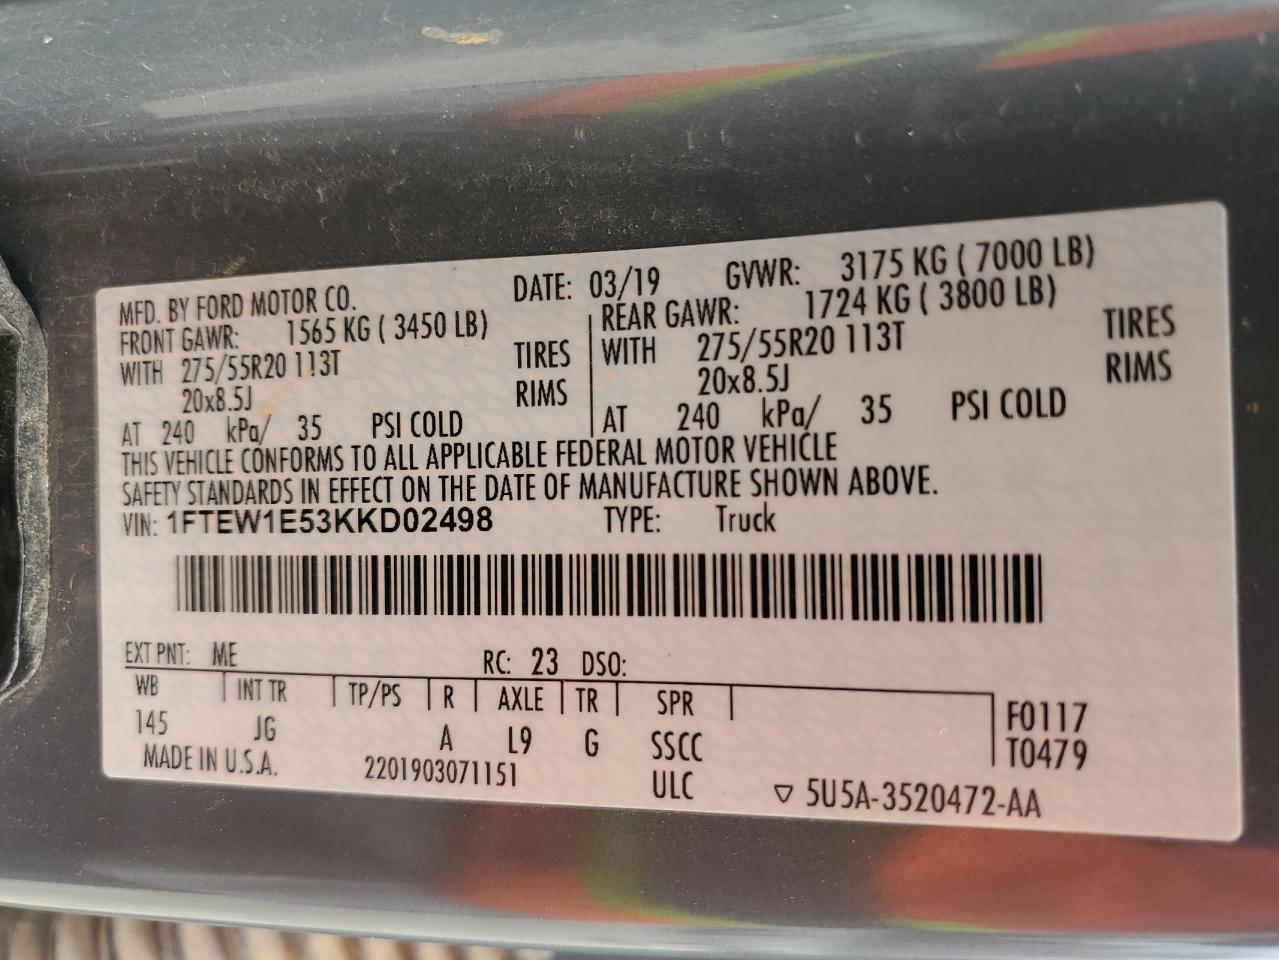 MFD. BY FORD MOTOR CO. DATE: 03/19 GVWR: 3175 KG ( 7000 LB)
FRONT GAWR: 1565 KG ( 3450 LB) REAR GAWR: 1724 KG ( 3800 LB)
WITH 275/55R20 113T TIRES WITH 275/55R20 113T TIRES
20x8.5J RIMS 20x8.5J RIMS
AT 240 kPa/ 35 PSI COLD AT 240 kPa/ 35 PSI COLD
THIS VEHICLE CONFORMS TO ALL APPLICABLE FEDERAL MOTOR VEHICLE
SAFETY STANDARDS IN EFFECT ON THE DATE OF MANUFACTURE SHOWN ABOVE.
VIN: 1FTEW1E53KKD02498 TYPE: Truck
EXT PNT: ME RC: 23 DSO:
WB INT TR TP/PS R AXLE TR SPR F0117
145 JG A L9 G SSCC T0479
MADE IN U.S.A. 2201903071151 ULC ▽ 5U5A-3520472-AA